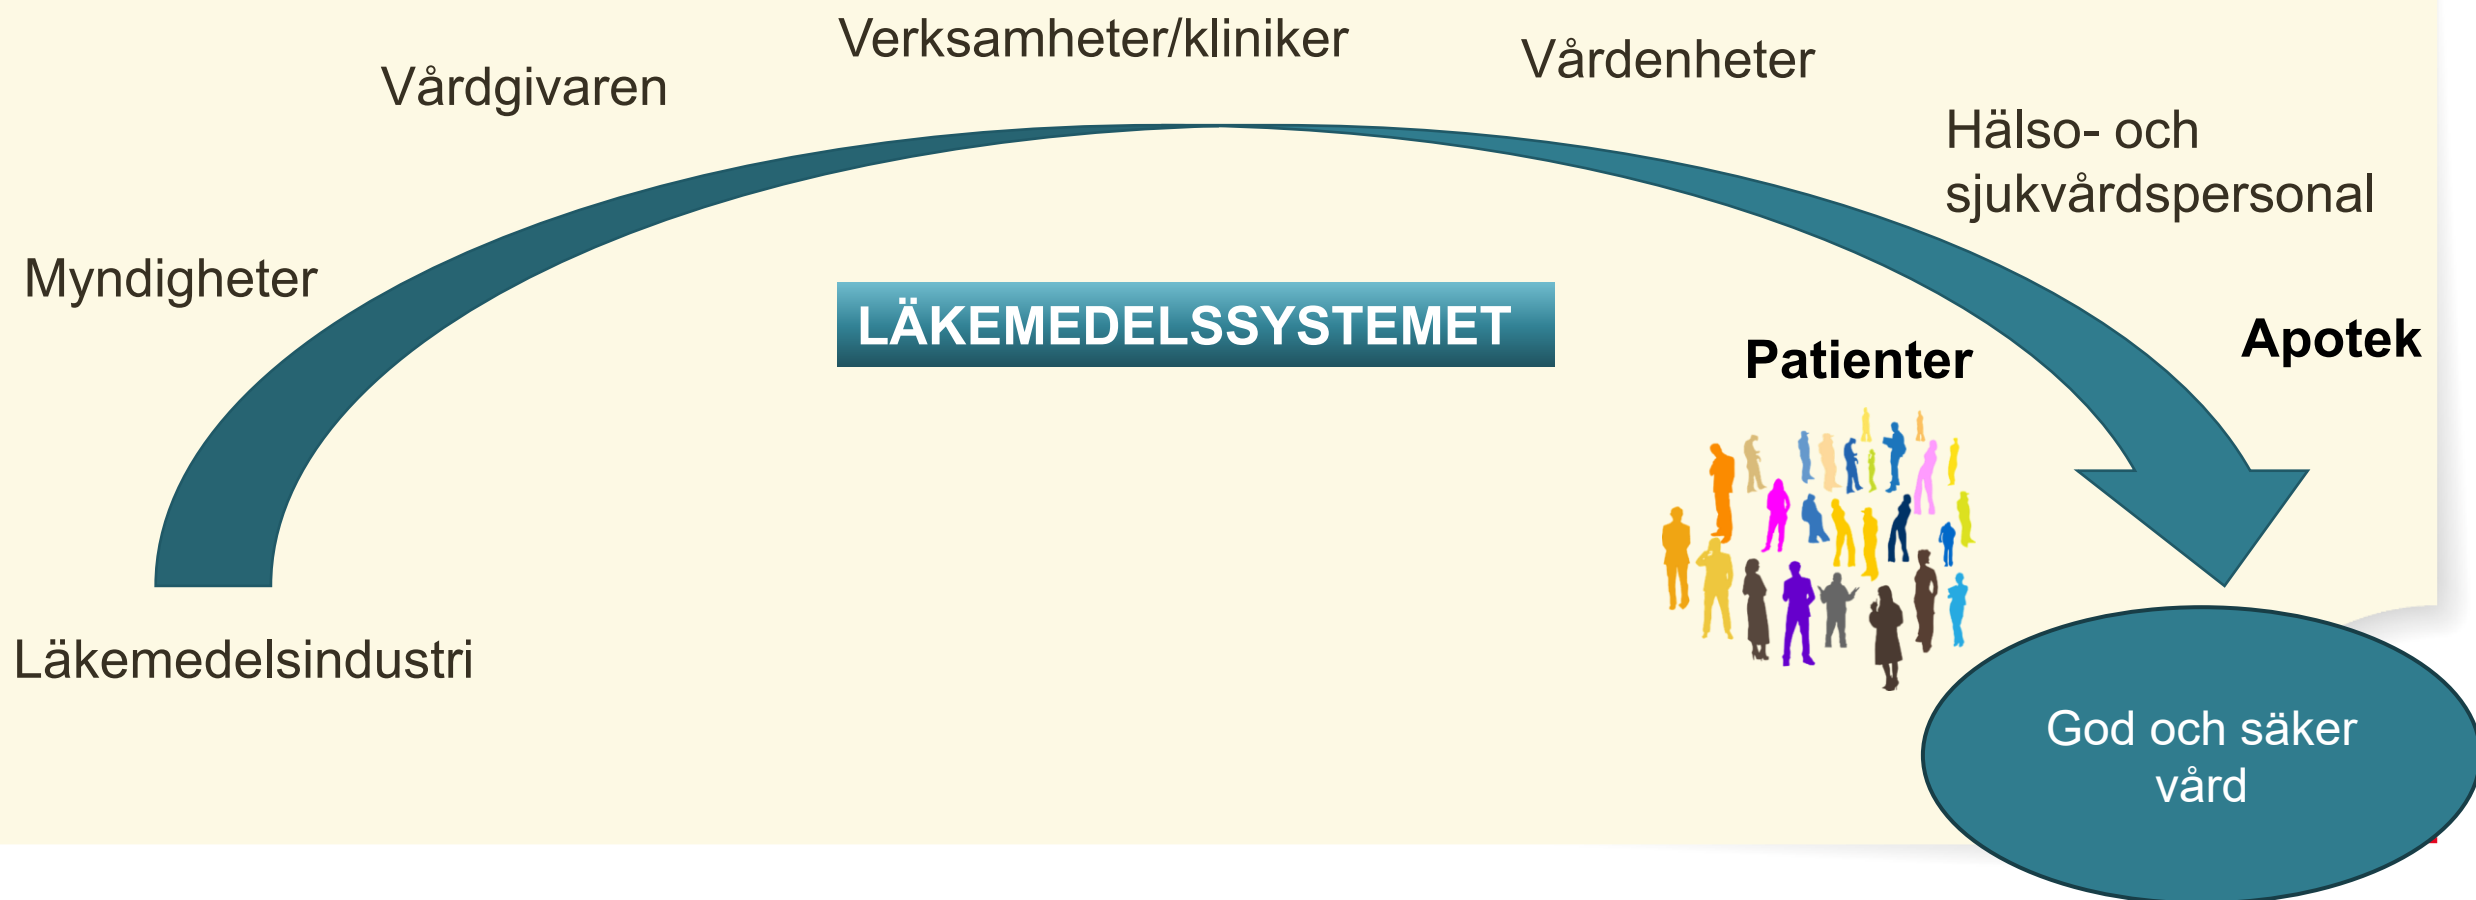 Verksamheter/kliniker
Vårdenheter
Vårdgivaren
Hälso- och
sjukvårdspersonal
Myndigheter
LÄKEMEDELSSYSTEMET
Apotek
Patienter
Läkemedelsindustri
God och säker
vård